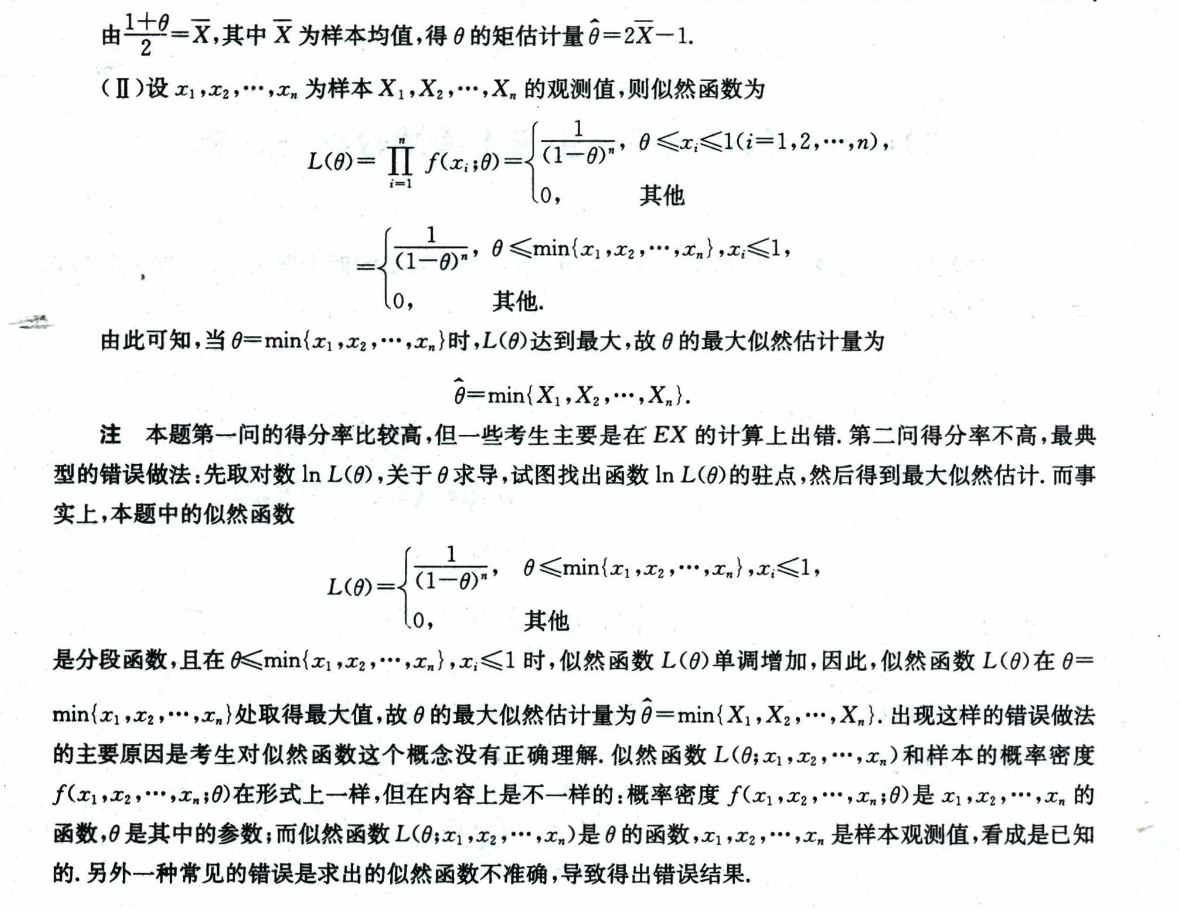 由$\frac{1+\theta}{2}=\overline{X}$,其中$\overline{X}$为样本均值,得θ的矩估计量$\hat{\theta}=2\overline{X}-1$.
(Ⅱ)设$x_1,x_2,\cdots,x_n$为样本$X_1,X_2,\cdots,X_n$的观测值,则似然函数为
$L(\theta)=\prod_{i=1}^{n}f(x_i;\theta)=\begin{cases}\frac{1}{(1-\theta)^n}, & \theta\leqslant x_i\leqslant 1(i=1,2,\cdots,n),\\0, & 其他\end{cases}$
$=\begin{cases}\frac{1}{(1-\theta)^n}, & \theta\leqslant\min\{x_1,x_2,\cdots,x_n\},x_i\leqslant 1,\\0, & 其他.\end{cases}$
由此可知,当$\theta=\min\{x_1,x_2,\cdots,x_n\}$时,$L(\theta)$达到最大,故θ的最大似然估计量为
$\hat{\theta}=\min\{X_1,X_2,\cdots,X_n\}.$
注 本题第一问的得分率比较高,但一些考生主要是在EX的计算上出错.第二问得分率不高,最典
型的错误做法:先取对数ln L(θ),关于θ求导,试图找出函数ln L(θ)的驻点,然后得到最大似然估计.而事
实上,本题中的似然函数
$L(\theta)=\begin{cases}\frac{1}{(1-\theta)^n}, & \theta\leqslant\min\{x_1,x_2,\cdots,x_n\},x_i\leqslant 1,\\0, & 其他\end{cases}$
是分段函数,且在$\theta\leqslant\min\{x_1,x_2,\cdots,x_n\},x_i\leqslant 1$时,似然函数L(θ)单调增加,因此,似然函数L(θ)在θ=
$\min\{x_1,x_2,\cdots,x_n\}$处取得最大值,故θ的最大似然估计量为$\hat{\theta}=\min\{X_1,X_2,\cdots,X_n\}$.出现这样的错误做法
的主要原因是考生对似然函数这个概念没有正确理解.似然函数$L(\theta;x_1,x_2,\cdots,x_n)$和样本的概率密度
$f(x_1,x_2,\cdots,x_n;\theta)$在形式上一样,但在内容上是不一样的:概率密度$f(x_1,x_2,\cdots,x_n;\theta)$是$x_1,x_2,\cdots,x_n$的
函数,θ是其中的参数;而似然函数$L(\theta;x_1,x_2,\cdots,x_n)$是θ的函数,$x_1,x_2,\cdots,x_n$是样本观测值,看成是已知
的.另外一种常见的错误是求出的似然函数不准确,导致得出错误结果.